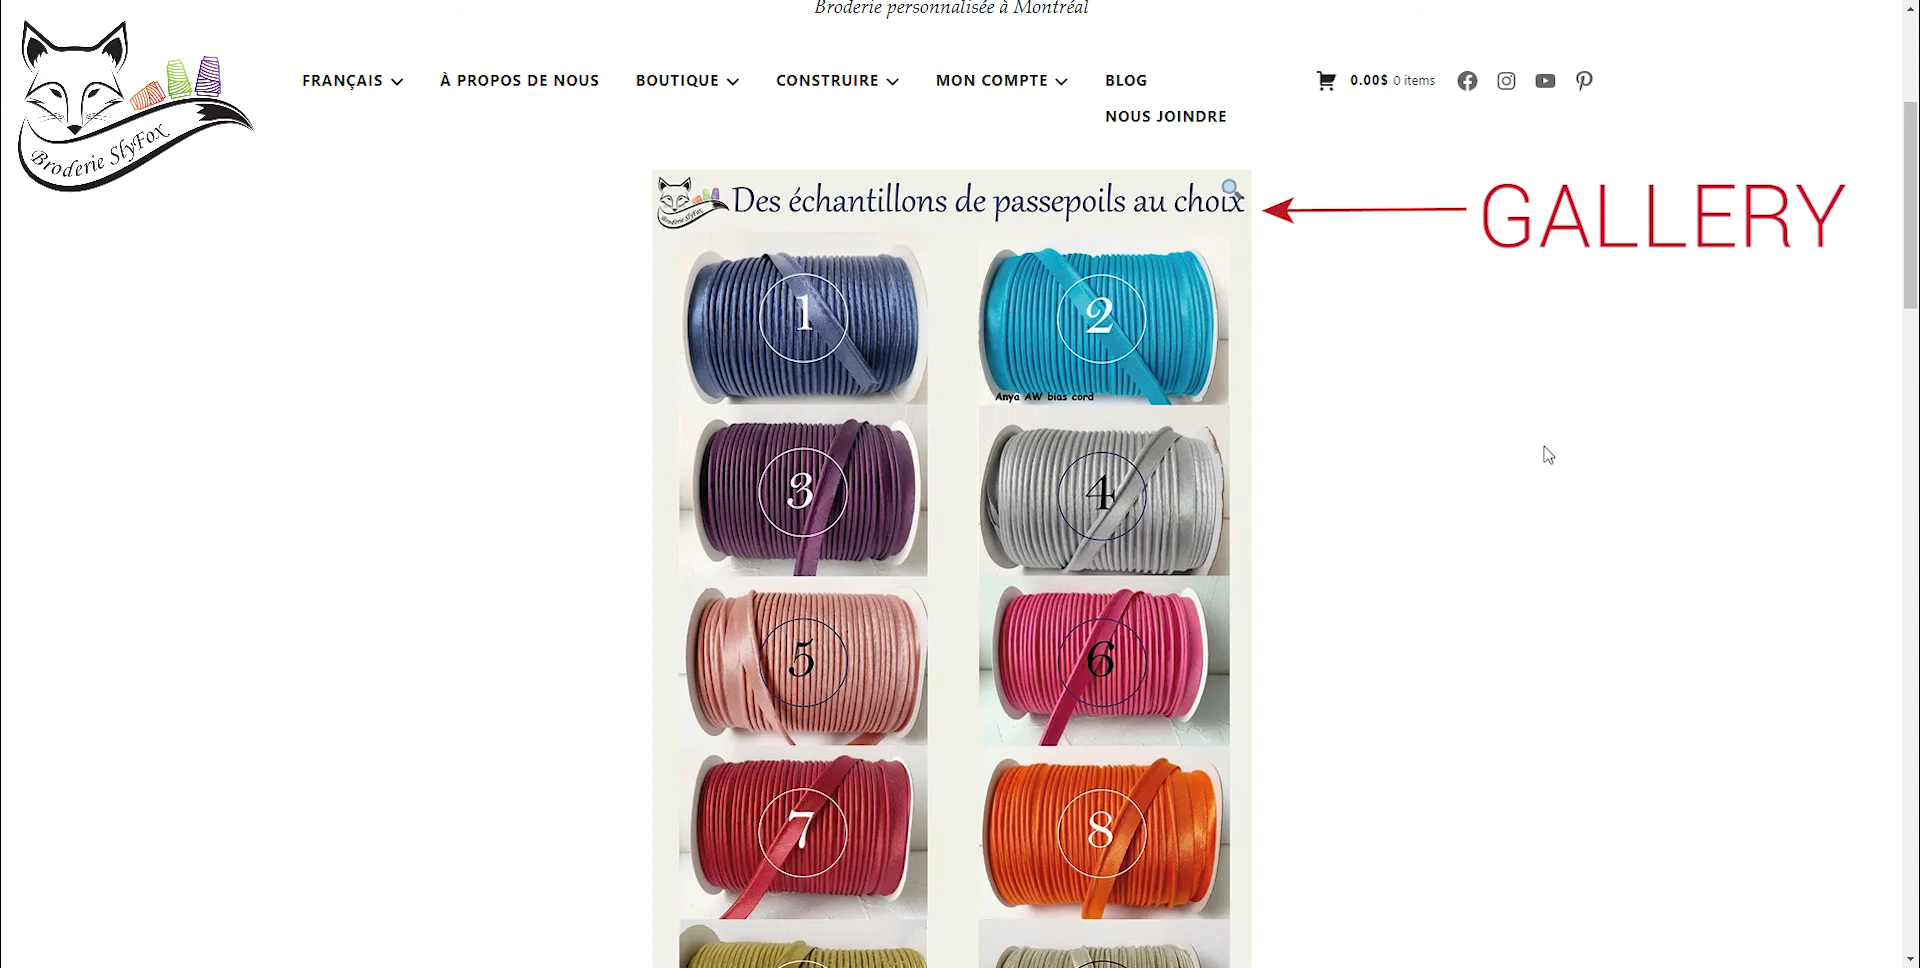 Broderie personnalisée à Montréal
Broderie SlyFox
FRANÇAIS À PROPOS DE NOUS BOUTIQUE CONSTRUIRE MON COMPTE BLOG
NOUS JOINDRE
0.00$ 0 items
Broderie SlyFox
Des échantillons de passepoils au choix
GALLERY
1
2
Anya AW bias cord
3
4
5
6
7
8